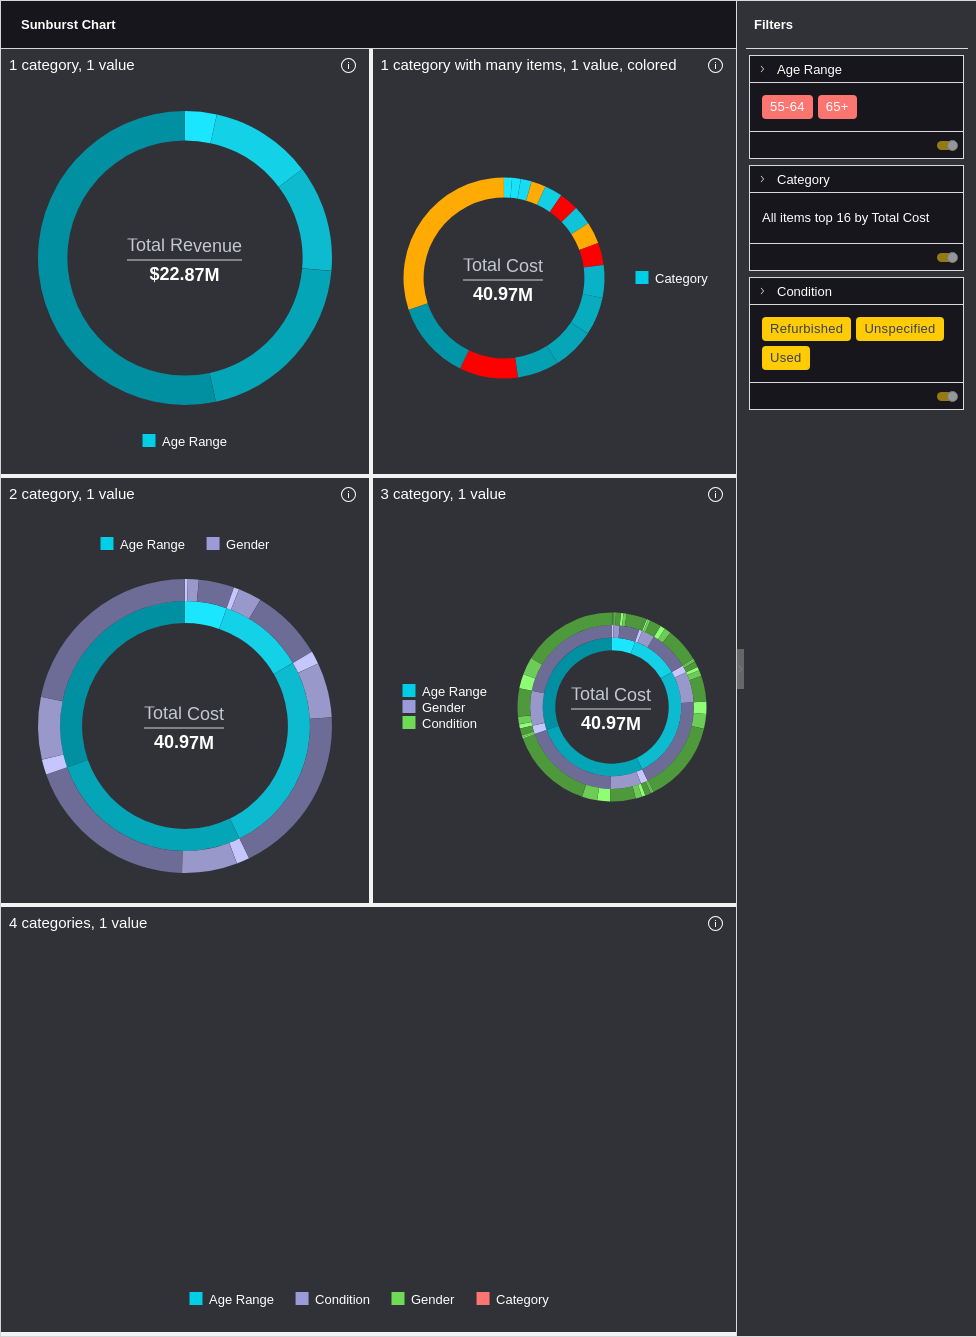 Sunburst Chart
Filters
1 category, 1 value
Total Revenue
$22.87M
Age Range
1 category with many items, 1 value, colored
Total Cost
40.97M
Category
2 category, 1 value
Age Range
Gender
Total Cost
40.97M
3 category, 1 value
Age Range
Gender
Condition
Total Cost
40.97M
4 categories, 1 value
Age Range
Condition
Gender
Category
Age Range
55-64
65+
Category
All items top 16 by Total Cost
Condition
Refurbished
Unspecified
Used